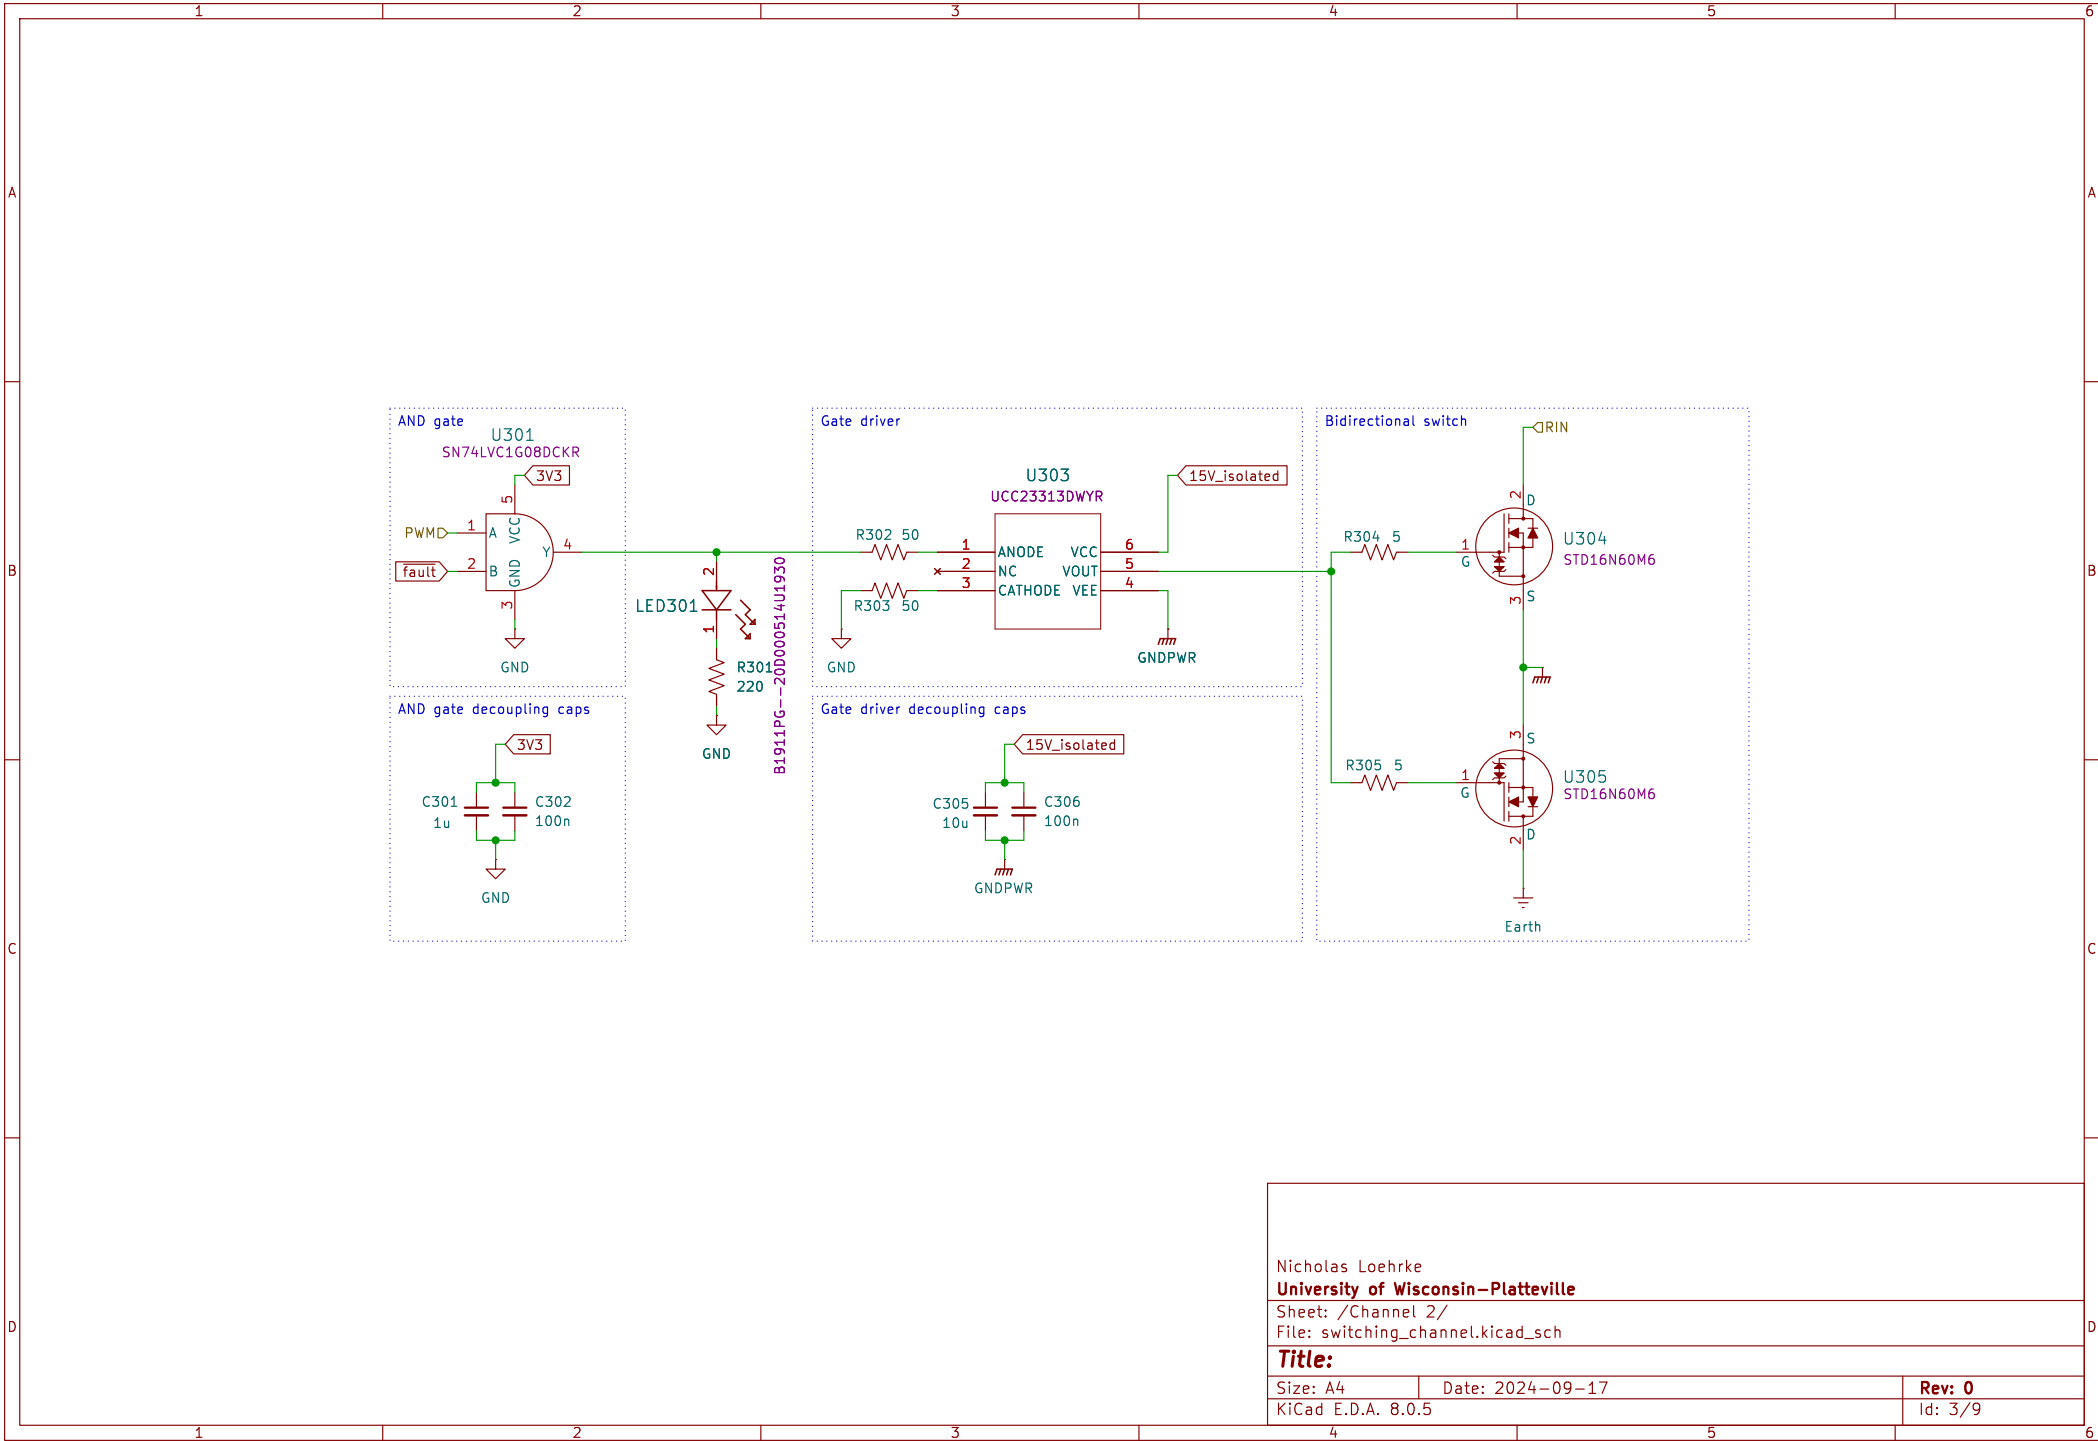 1 2 3 4 5 6
A A
B B
C C
D D
AND gate
U301
SN74LVC1G08DCKR
3V3
5
VCC
PWM 1 A
Y 4
fault 2 B
GND
3
GND
2
LED301
1
B1911PG--20D000514U1930
R301
220
GND
AND gate decoupling caps
3V3
C301
1u
C302
100n
GND
Gate driver
U303
UCC23313DWYR
15V_isolated
R302 50
1 ANODE VCC 6
2 NC VOUT 5
3 CATHODE VEE 4
R303 50
GND
GNDPWR
Gate driver decoupling caps
15V_isolated
C305
10u
C306
100n
GNDPWR
Bidirectional switch
RIN
2 D
R304 5
1
G
U304
STD16N60M6
3 S
3 S
R305 5
1
G
U305
STD16N60M6
2 D
Earth
Nicholas Loehrke
University of Wisconsin-Platteville
Sheet: /Channel 2/
File: switching_channel.kicad_sch
Title:
Size: A4 Date: 2024-09-17 Rev: 0
KiCad E.D.A. 8.0.5 Id: 3/9
1 2 3 4 5 6